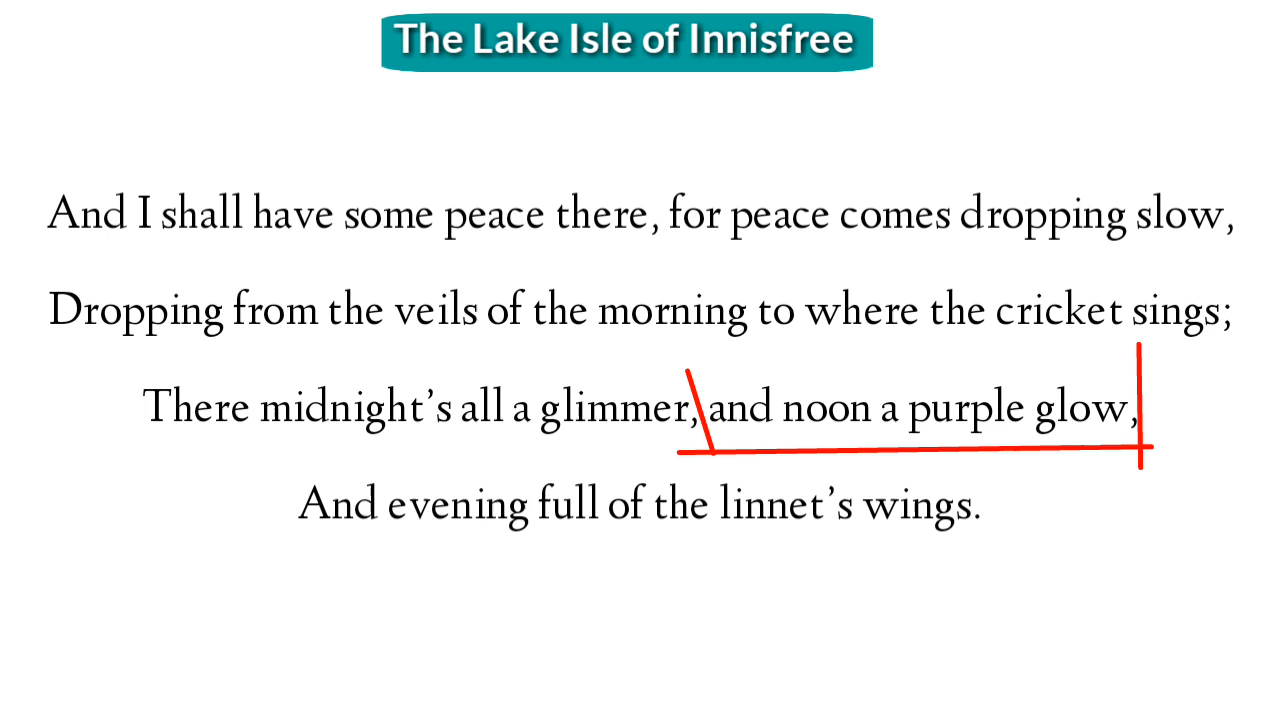 The Lake Isle of Innisfree
And I shall have some peace there, for peace comes dropping slow,
Dropping from the veils of the morning to where the cricket sings;
There midnight’s all a glimmer, and noon a purple glow,
And evening full of the linnet’s wings.